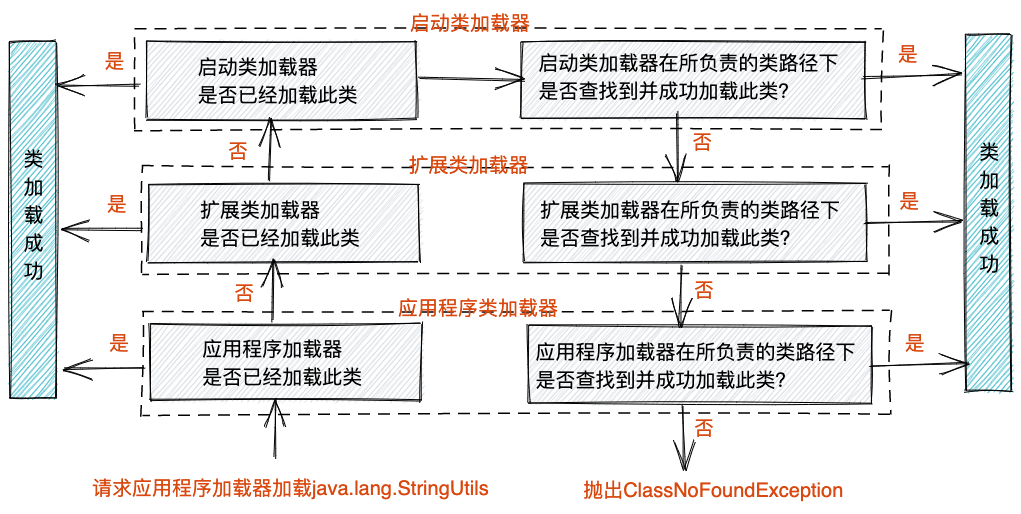 启动类加载器
是
启动类加载器
是否已经加载此类
启动类加载器在所负责的类路径下
是否查找到并成功加载此类?
是
否
否
扩展类加载器
类加载成功
是
扩展类加载器
是否已经加载此类
扩展类加载器在所负责的类路径下
是否查找到并成功加载此类?
是
类加载成功
否
否
应用程序类加载器
是
应用程序加载器
是否已经加载此类
应用程序加载器在所负责的类路径下
是否查找到并成功加载此类?
是
否
请求应用程序加载器加载java.lang.StringUtils
抛出ClassNoFoundException